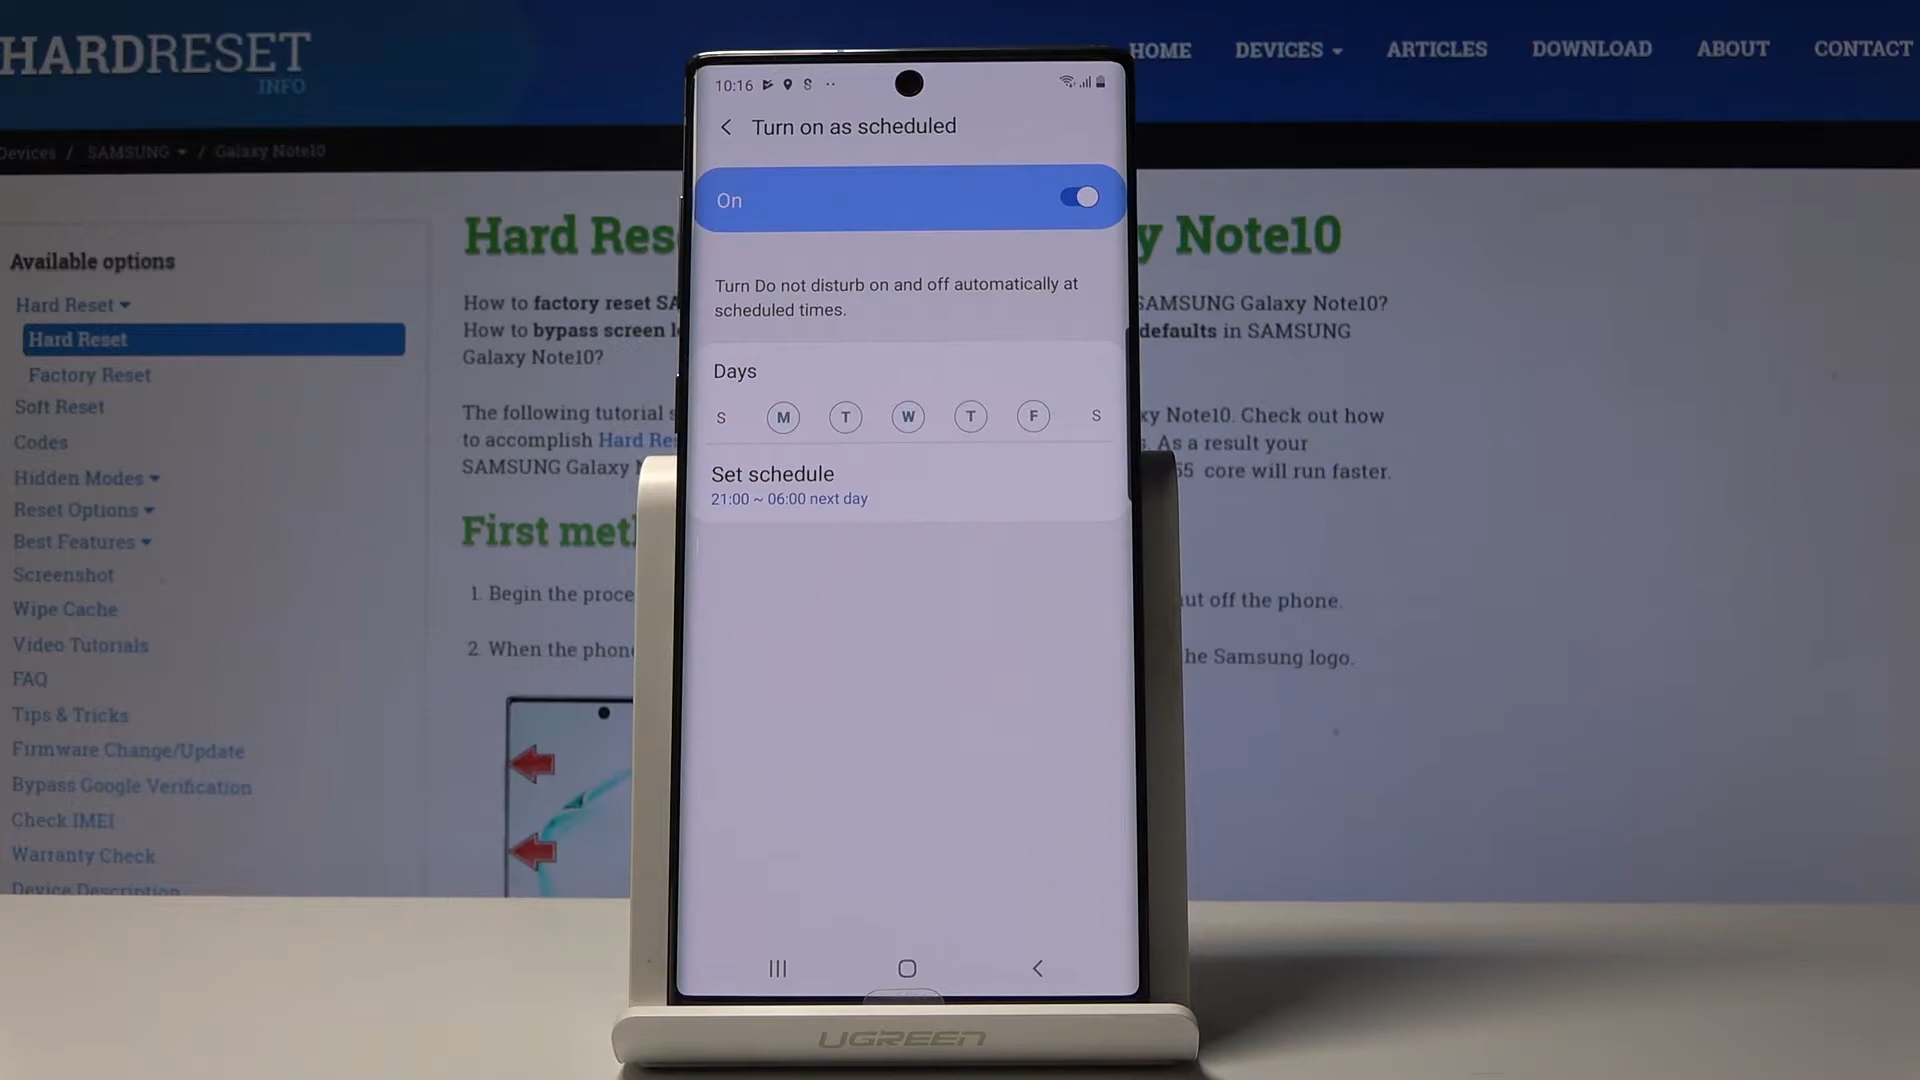 HARDRESET
INFO
HOME DEVICES ARTICLES DOWNLOAD ABOUT CONTACT
Devices / SAMSUNG / Galaxy Note10
Available options
Hard Reset
Hard Reset
Factory Reset
Soft Reset
Codes
Hidden Modes
Reset Options
Best Features
Screenshot
Wipe Cache
Video Tutorials
FAQ
Tips & Tricks
Firmware Change/Update
Bypass Google Verification
Check IMEI
Warranty Check
Device Description
Hard Res y Note10
How to factory reset SA SAMSUNG Galaxy Note10?
How to bypass screen l defaults in SAMSUNG
Galaxy Note10?
The following tutorial s xy Note10. Check out how
to accomplish Hard Re . As a result your
SAMSUNG Galaxy 55 core will run faster.
First met
1. Begin the proce ut off the phone.
2. When the phon he Samsung logo.
10:16
Turn on as scheduled
On
Turn Do not disturb on and off automatically at
scheduled times.
Days
S M T W T F S
Set schedule
21:00 ~ 06:00 next day
UGREEN